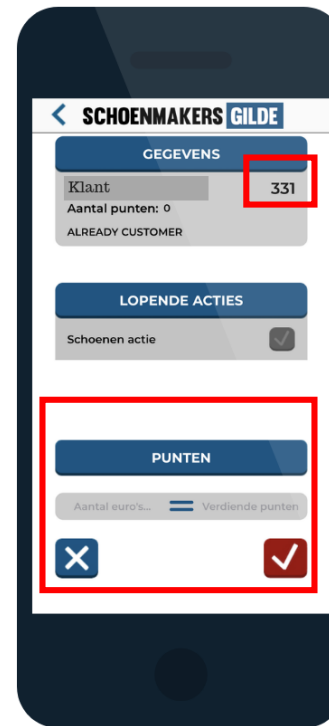 SCHOENMAKERS GILDE
GEGEVENS
Klant 331
Aantal punten: 0
ALREADY CUSTOMER
LOPENDE ACTIES
Schoenen actie
PUNTEN
Aantal euro's... = Verdiende punten